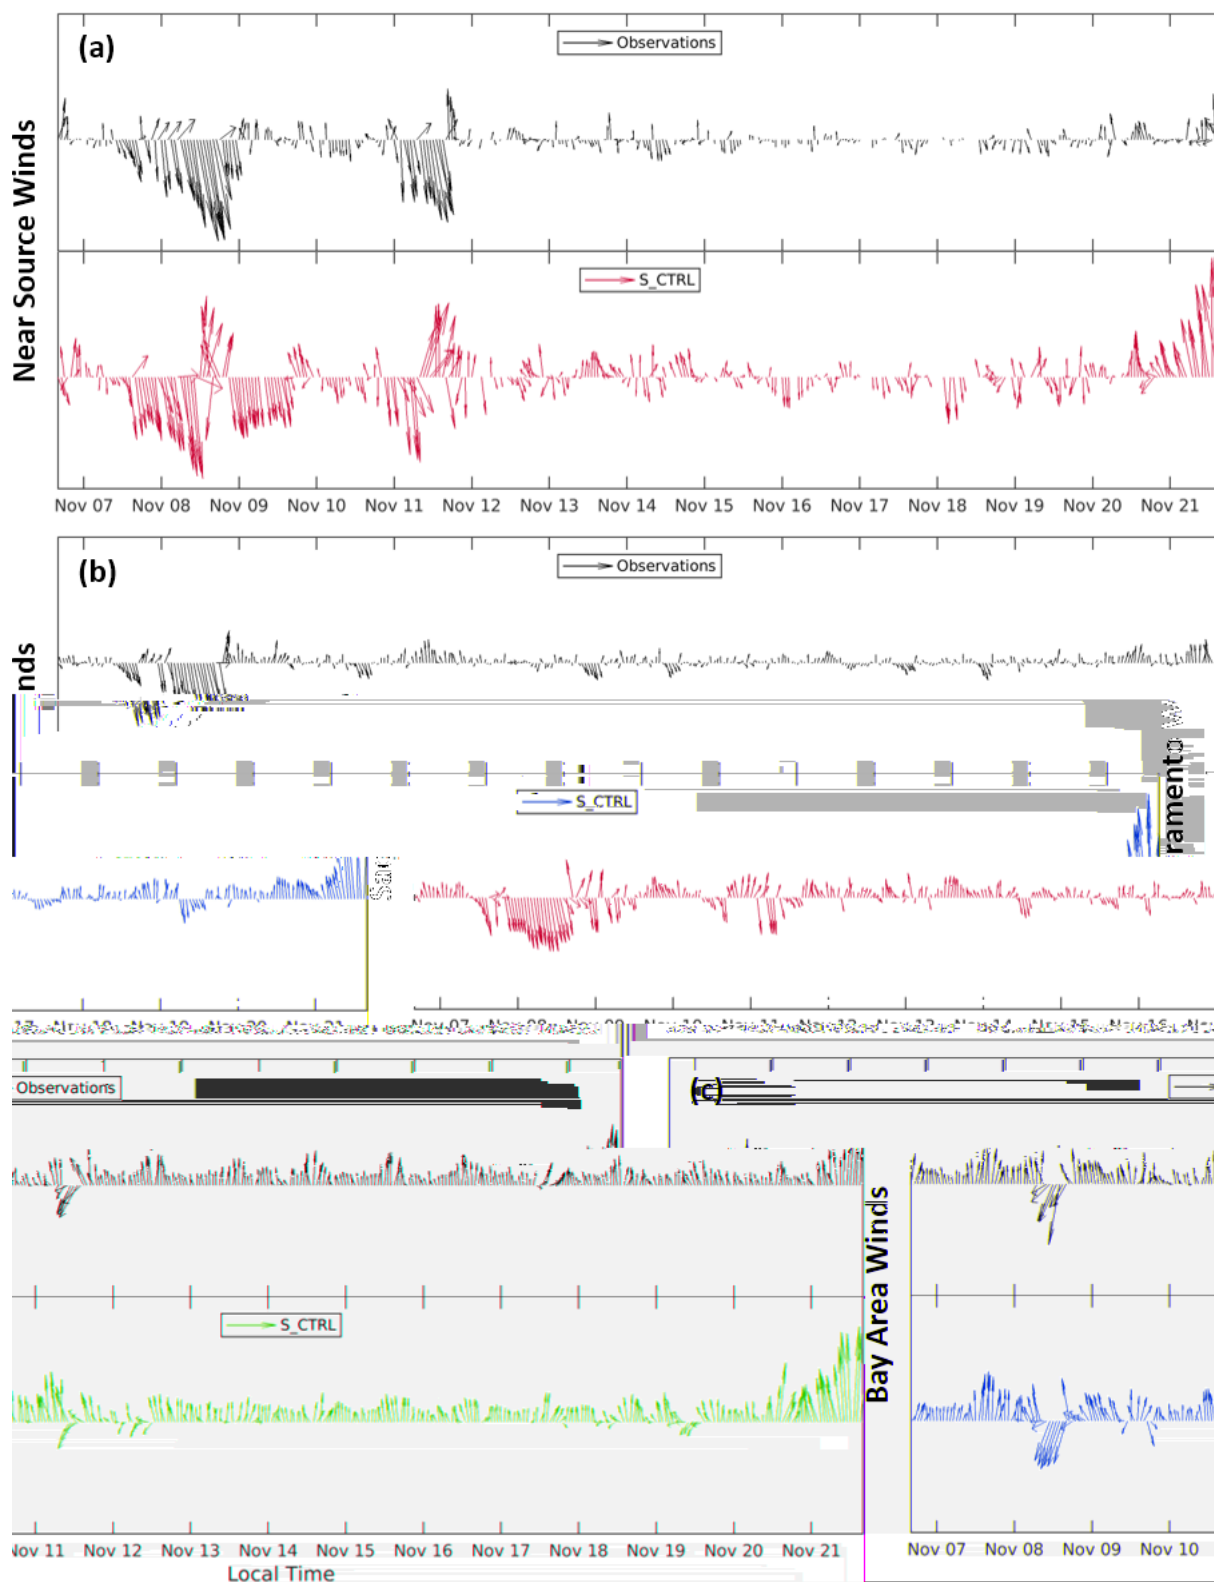 (a)
Observations
Near Source Winds
S_CTRL
Nov 07 Nov 08 Nov 09 Nov 10 Nov 11 Nov 12 Nov 13 Nov 14 Nov 15 Nov 16 Nov 17 Nov 18 Nov 19 Nov 20 Nov 21
(b)
Observations
nds
ramento
S_CTRL
Observations
(c)
Bay Area Winds
S_CTRL
Nov 11 Nov 12 Nov 13 Nov 14 Nov 15 Nov 16 Nov 17 Nov 18 Nov 19 Nov 20 Nov 21
Nov 07 Nov 08 Nov 09 Nov 10
Local Time